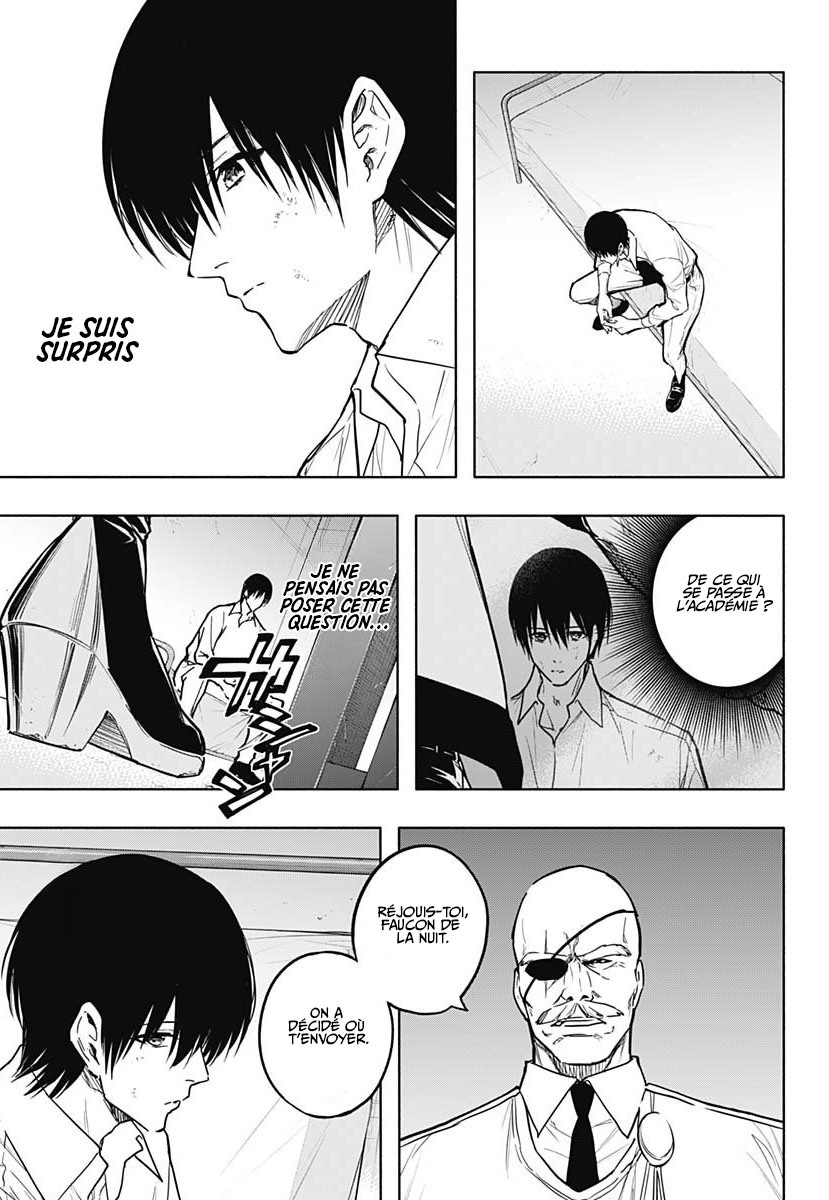 JE SUIS
SURPRIS
DE CE QUI
SE PASSE À
L'ACADÉMIE ?
JE NE
PENSAIS PAS
POSER CETTE
QUESTION...
RÉJOUIS-TOI,
FAUCON DE
LA NUIT.
ON A
DÉCIDÉ OÙ
T'ENVOYER.